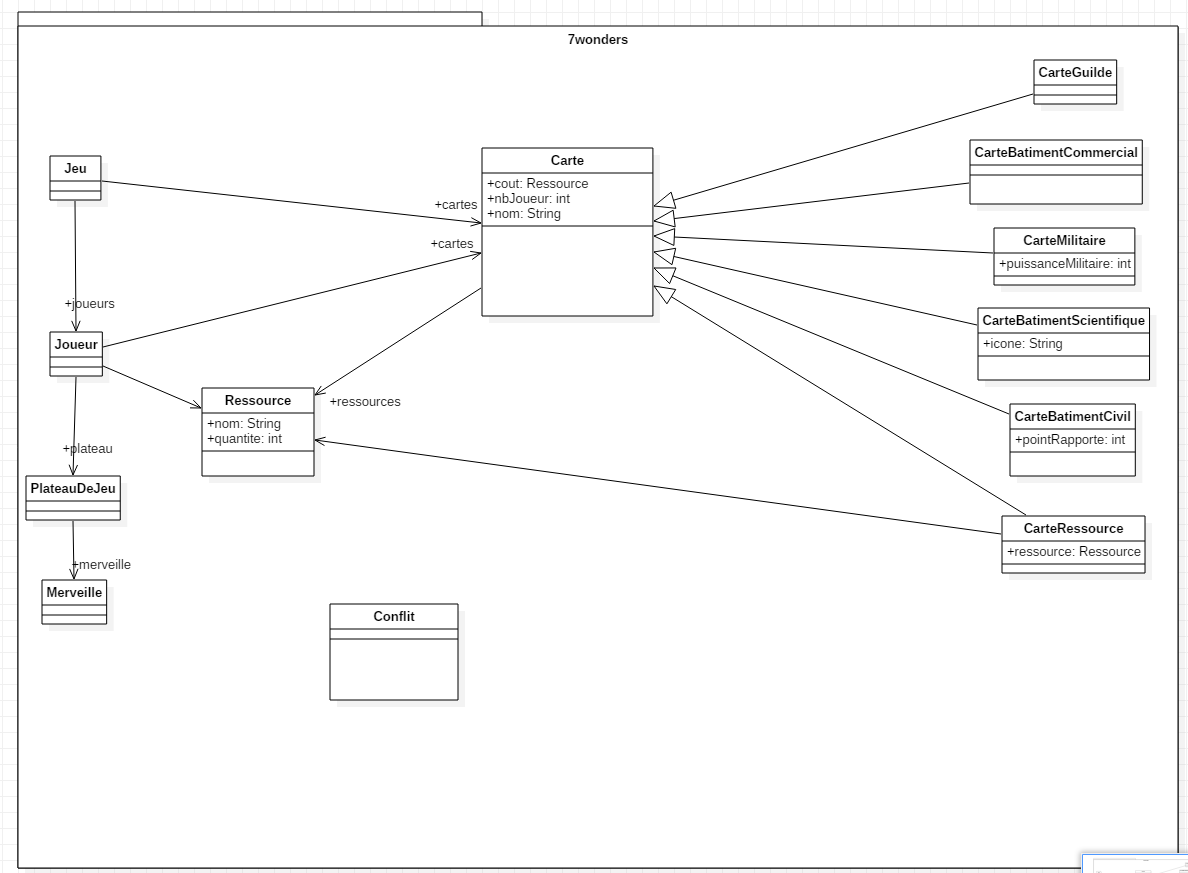 7wonders
CarteGuilde
CarteBatimentCommercial
Jeu
Carte
+cout: Ressource
+nbJoueur: int
+nom: String
+cartes
+cartes
CarteMilitaire
+puissanceMilitaire: int
+joueurs
Joueur
CarteBatimentScientifique
+icone: String
Ressource
+nom: String
+quantite: int
+ressources
CarteBatimentCivil
+pointRapporte: int
+plateau
PlateauDeJeu
CarteRessource
+ressource: Ressource
+merveille
Merveille
Conflit